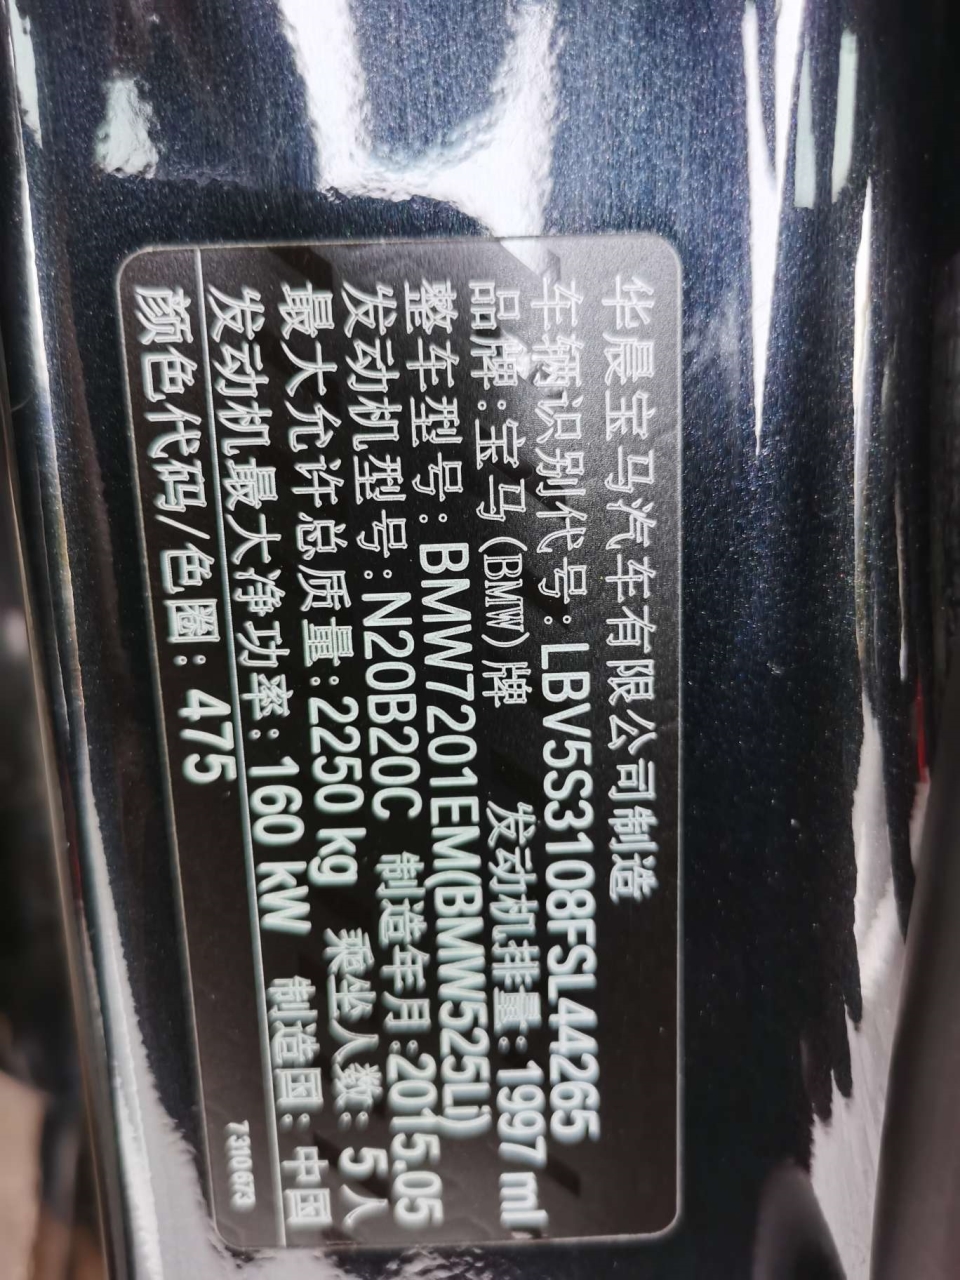 华晨宝马汽车有限公司制造
车辆识别代号：LBV5S3108FSL44265
品牌：宝马(BMW)牌 发动机排量：1997 ml
整车型号：BMW7201EM(BMW525Li)
发动机型号：N20B20C 制造年月：2015.05
最大允许总质量：2250 kg 乘坐人数：5人
发动机最大净功率：160 kW 制造国：中国
颜色代码/色圈：475
7310673